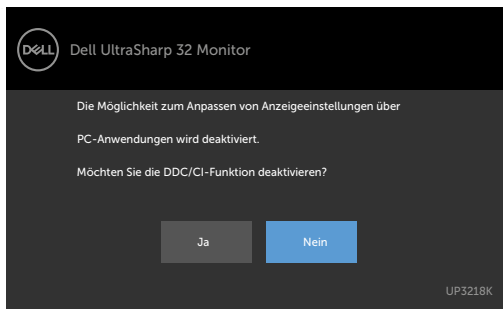 DELL Dell UltraSharp 32 Monitor
Die Möglichkeit zum Anpassen von Anzeigeeinstellungen über
PC-Anwendungen wird deaktiviert.
Möchten Sie die DDC/CI-Funktion deaktivieren?
Ja Nein
UP3218K